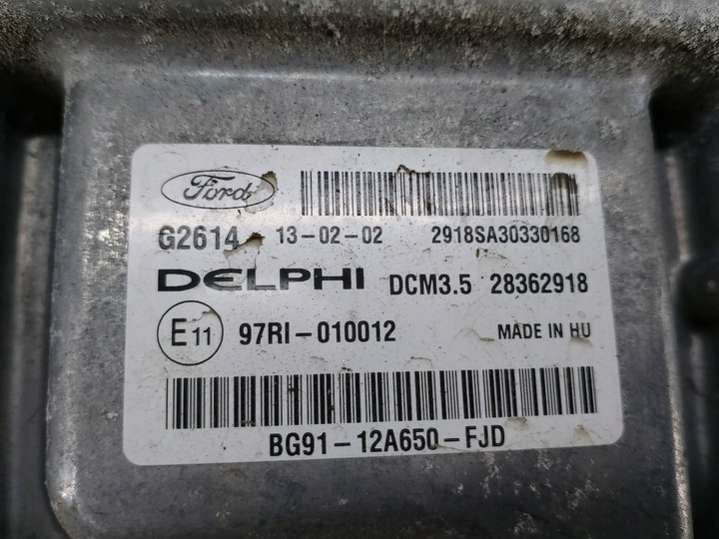 Ford
G2614 13-02-02 2918SA30330168
DELPHI DCM3.5 28362918
E11 97RI-010012 MADE IN HU
BG91-12A650-FJD